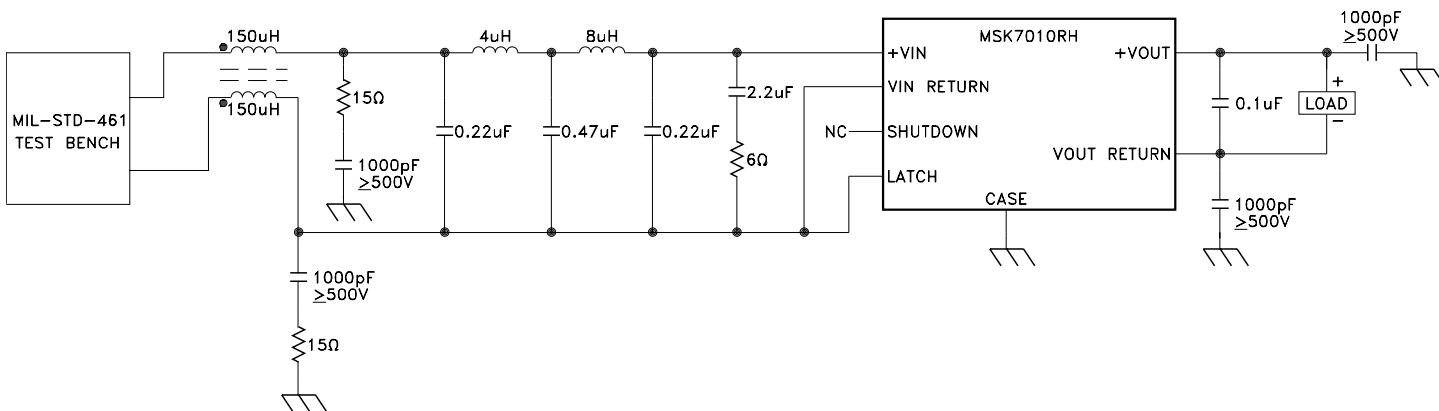 150uH
150uH
MIL-STD-461
TEST BENCH
15Ω
1000pF
≥500V
1000pF
≥500V
15Ω
0.22uF
4uH
0.47uF
8uH
0.22uF
2.2uF
6Ω
MSK7010RH
+VIN
VIN RETURN
NC
SHUTDOWN
LATCH
CASE
+VOUT
VOUT RETURN
0.1uF
+
LOAD
−
1000pF
≥500V
1000pF
≥500V